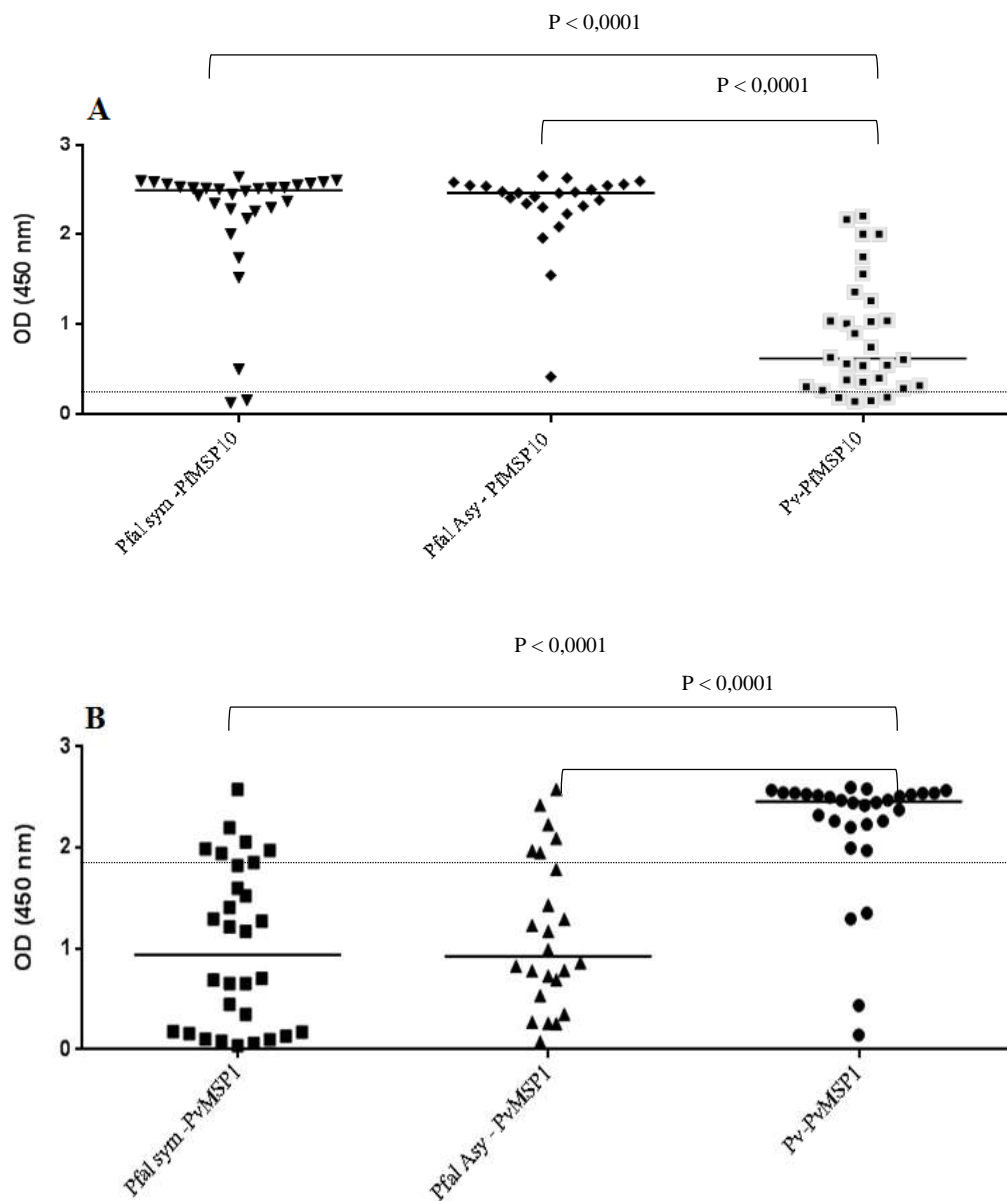 P < 0,0001
P < 0,0001
A
3
2
1
0
OD (450 nm)
Pfal sym -PfMSP10
Pfal Asy - PfMSP10
Pv-PfMSP10
P < 0,0001
P < 0,0001
B
3
2
1
0
OD (450 nm)
Pfal sym -PvMSP1
Pfal Asy - PvMSP1
Pv-PvMSP1